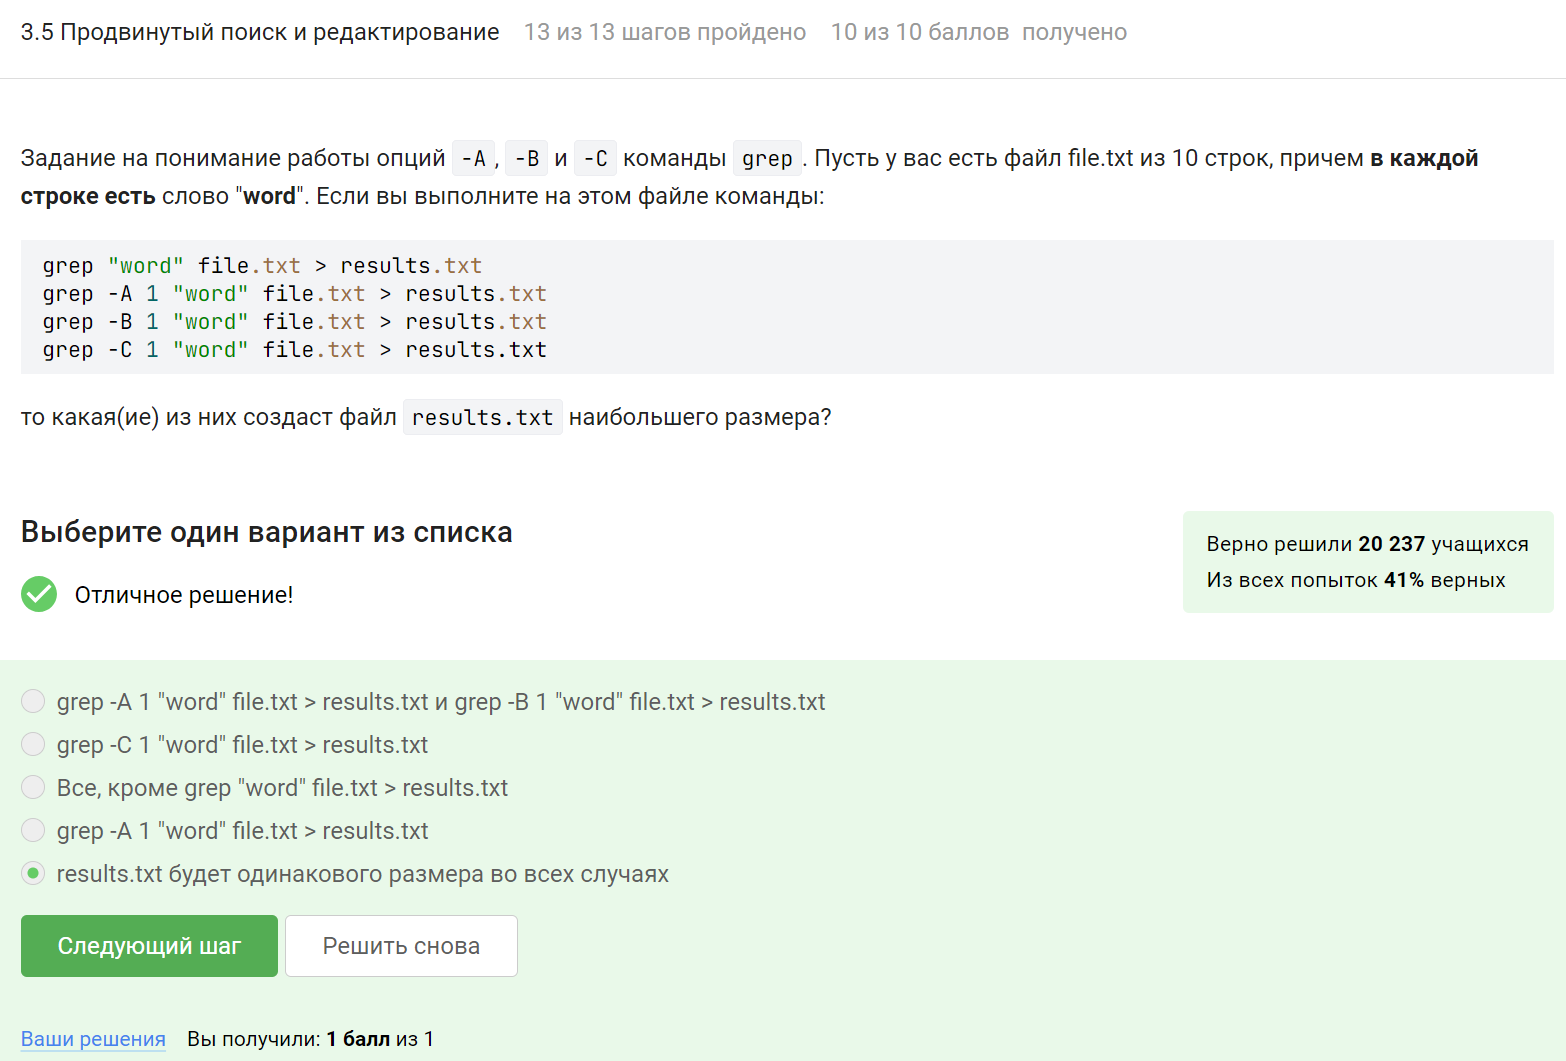 3.5 Продвинутый поиск и редактирование 13 из 13 шагов пройдено 10 из 10 баллов получено
Задание на понимание работы опций -A, -B и -C команды grep. Пусть у вас есть файл file.txt из 10 строк, причем в каждой
строке есть слово "word". Если вы выполните на этом файле команды:
grep "word" file.txt > results.txt
grep -A 1 "word" file.txt > results.txt
grep -B 1 "word" file.txt > results.txt
grep -C 1 "word" file.txt > results.txt
то какая(ие) из них создаст файл results.txt наибольшего размера?
Выберите один вариант из списка
Отличное решение!
Верно решили 20 237 учащихся
Из всех попыток 41% верных
grep -A 1 "word" file.txt > results.txt и grep -B 1 "word" file.txt > results.txt
grep -C 1 "word" file.txt > results.txt
Все, кроме grep "word" file.txt > results.txt
grep -A 1 "word" file.txt > results.txt
results.txt будет одинакового размера во всех случаях
Следующий шаг Решить снова
Ваши решения Вы получили: 1 балл из 1